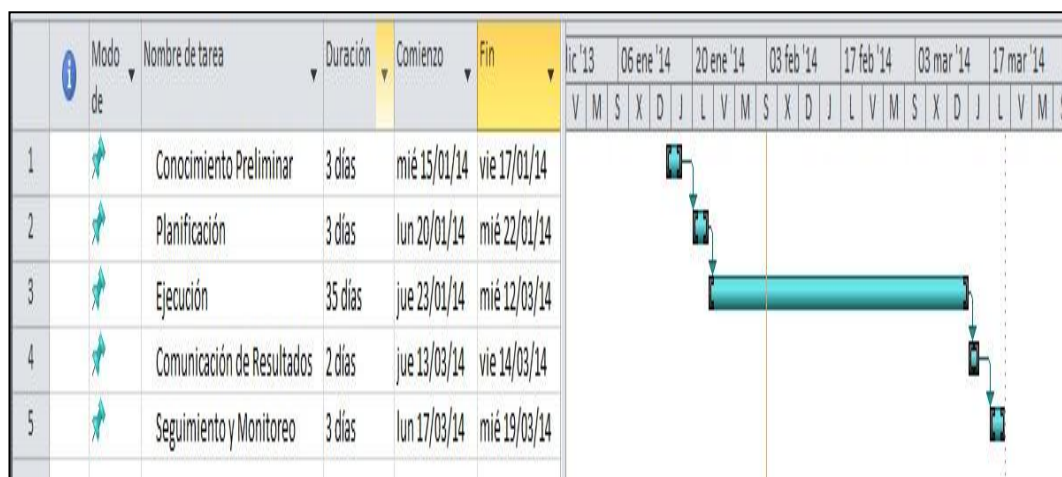 Modo de Nombre de tarea Duración Comienzo Fin
dic '13 06 ene '14 20 ene '14 03 feb '14 17 feb '14 03 mar '14 17 mar '14
V M S X D J L V M S X D J L V M S X D J L V M S
1 Conocimiento Preliminar 3 días mié 15/01/14 vie 17/01/14
2 Planificación 3 días lun 20/01/14 mié 22/01/14
3 Ejecución 35 días jue 23/01/14 mié 12/03/14
4 Comunicación de Resultados 2 días jue 13/03/14 vie 14/03/14
5 Seguimiento y Monitoreo 3 días lun 17/03/14 mié 19/03/14